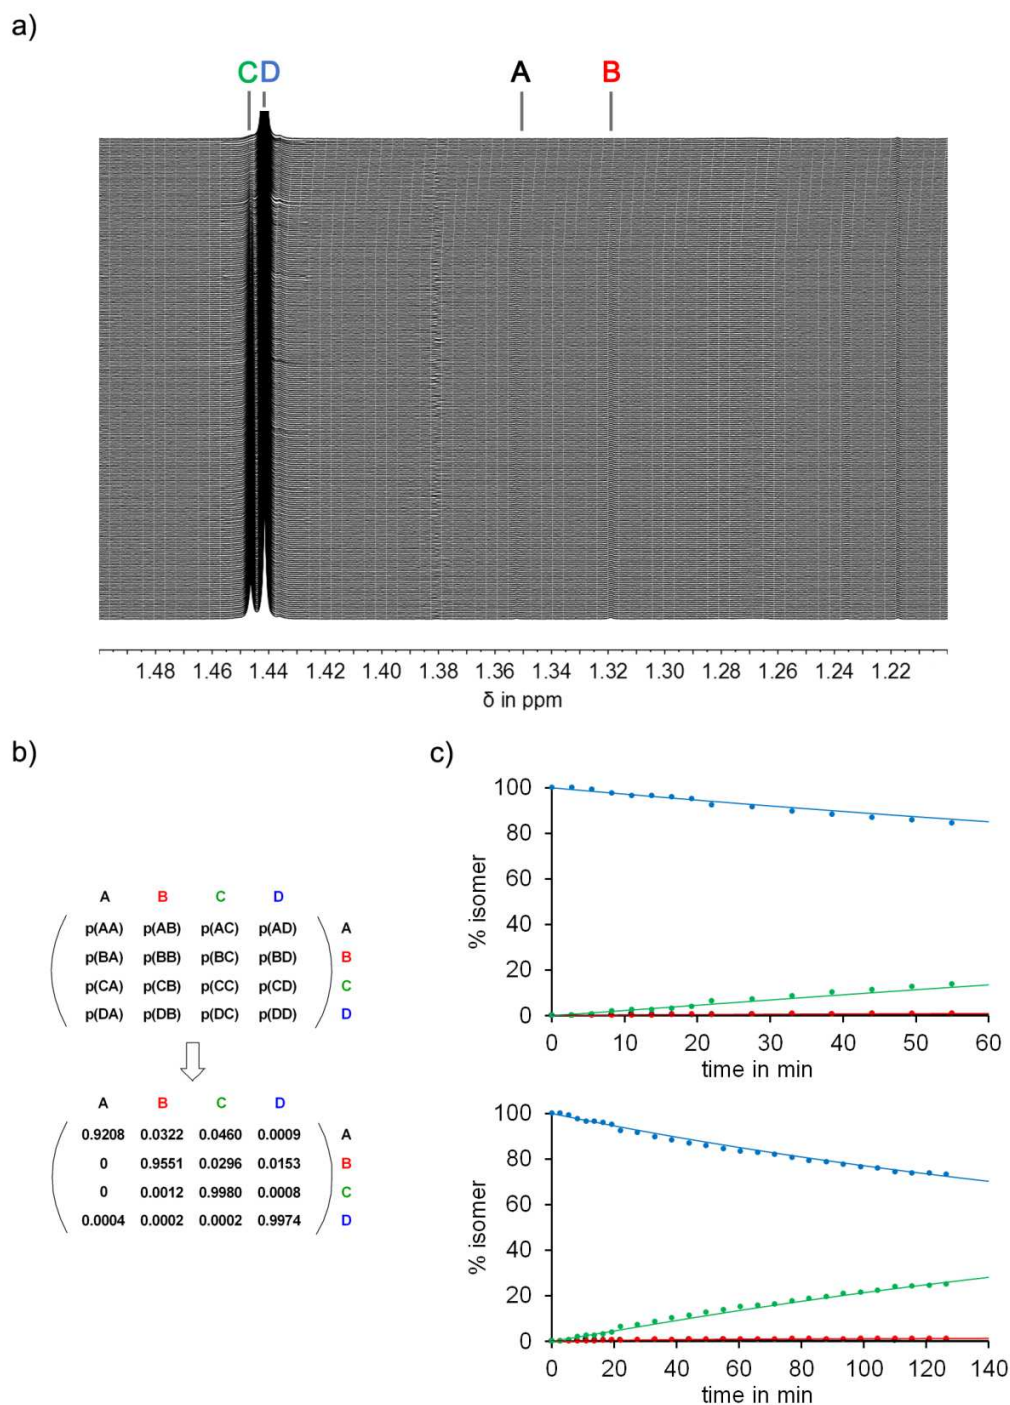 a)
C D A B
1.48 1.46 1.44 1.42 1.40 1.38 1.36 1.34 1.32 1.30 1.28 1.26 1.24 1.22
δ in ppm
b)
A B C D
p(AA) p(AB) p(AC) p(AD) A
p(BA) p(BB) p(BC) p(BD) B
p(CA) p(CB) p(CC) p(CD) C
p(DA) p(DB) p(DC) p(DD) D
A B C D
0.9208 0.0322 0.0460 0.0009 A
0 0.9551 0.0296 0.0153 B
0 0.0012 0.9980 0.0008 C
0.0004 0.0002 0.0002 0.9974 D
c)
% isomer
100
80
60
40
20
0
0 10 20 30 40 50 60
time in min
% isomer
100
80
60
40
20
0
0 20 40 60 80 100 120 140
time in min